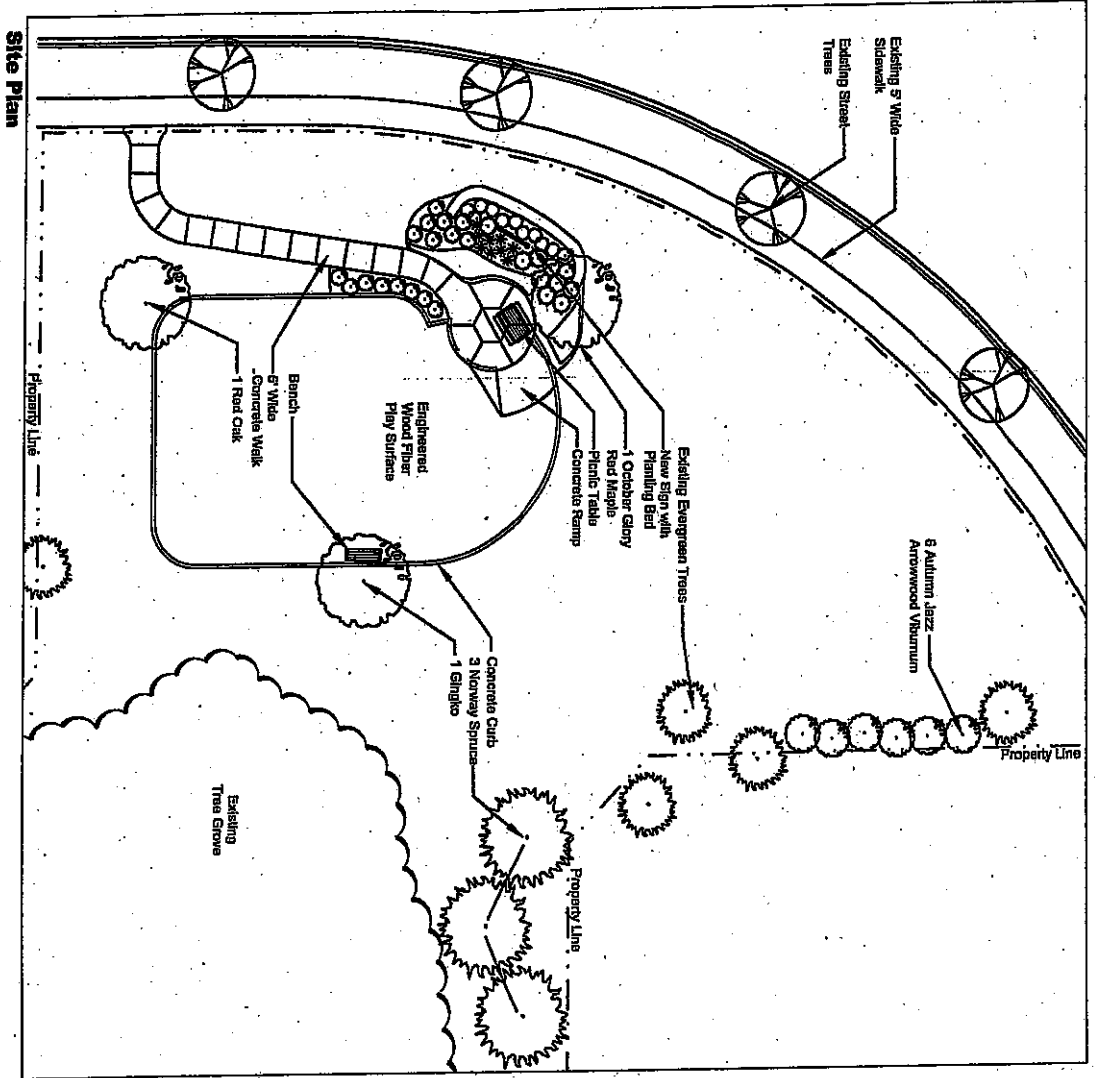 Site Plan
Existing 5' Wide
Sidewalk
Existing Street
Trees
6 Autumn Jazz
Arrowwood Viburnum
Property Line
Existing Evergreen Trees
New Sign with
Planting Bed
1 October Glory
Red Maple
Picnic Table
Concrete Ramp
Engineered
Wood Fiber
Play Surface
Bench
6' Wide
Concrete Walk
1 Red Oak
Property Line
Concrete Curb
3 Norway Spruce
1 Gingko
Property Line
Existing
Tree Grove